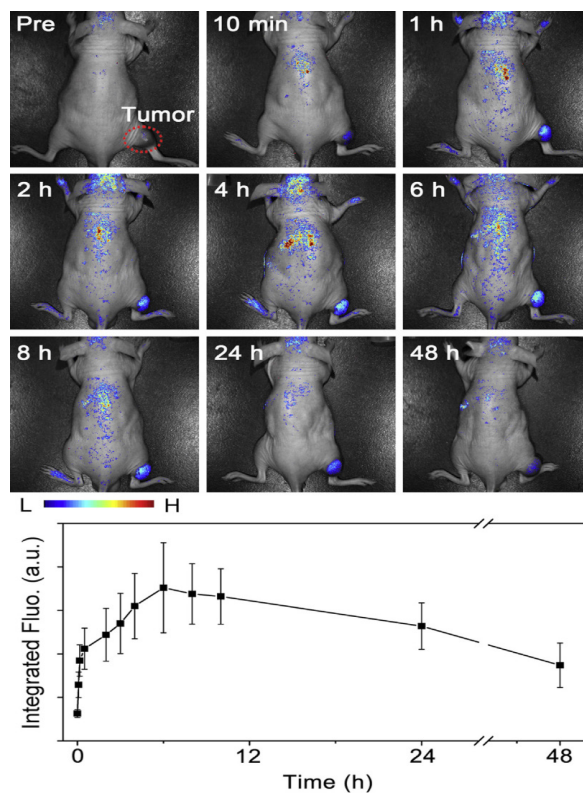 Pre
10 min
1 h
Tumor
2 h
4 h
6 h
8 h
24 h
48 h
L
H
Integrated Fluo. (a.u.)
0
12
24
48
Time (h)